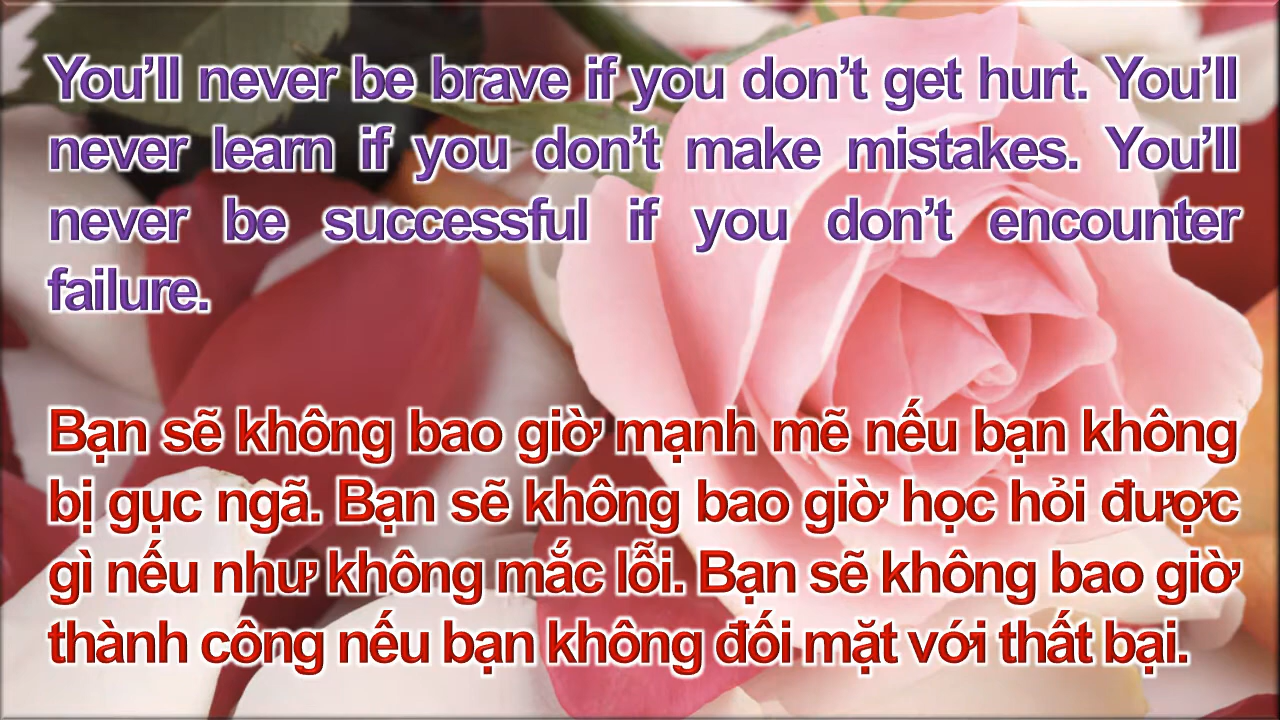 You’ll never be brave if you don’t get hurt. You’ll
never learn if you don’t make mistakes. You’ll
never be successful if you don’t encounter
failure.
Bạn sẽ không bao giờ mạnh mẽ nếu bạn không
bị gục ngã. Bạn sẽ không bao giờ học hỏi được
gì nếu như không mắc lỗi. Bạn sẽ không bao giờ
thành công nếu bạn không đối mặt với thất bại.